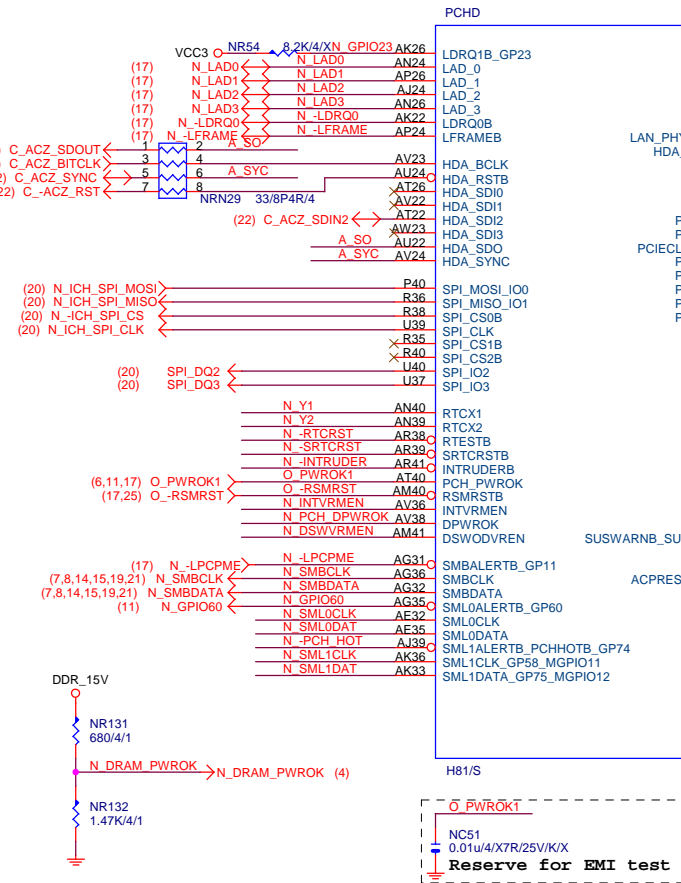 PCHD
VCC3 NR54 8.2K/4/X N_GPIO23 AK26 LDRQ1B_GP23
(17) N_LAD0 N_LAD0 AN24 LAD_0
(17) N_LAD1 N_LAD1 AP26 LAD_1
(17) N_LAD2 N_LAD2 AJ24 LAD_2
(17) N_LAD3 N_LAD3 AN26 LAD_3
(17) N_-LDRQ0 N_-LDRQ0 AK22 LDRQ0B
(17) N_-LFRAME N_-LFRAME AP24 LFRAMEB LAN_PHY
C_ACZ_SDOUT 1 2 A_SO HDA_
C_ACZ_BITCLK 3 4 AV23 HDA_BCLK
2) C_ACZ_SYNC 5 6 A_SYC AU24 HDA_RSTB
22) C_-ACZ_RST 7 8 AT26 HDA_SDI0
NRN29 33/8P4R/4 AV22 HDA_SDI1
(22) C_ACZ_SDIN2 AT22 HDA_SDI2 P
AW23 HDA_SDI3 P
A_SO AU22 HDA_SDO PCIECL
A_SYC AV24 HDA_SYNC P
P
(20) N_ICH_SPI_MOSI P40 SPI_MOSI_IO0 P
(20) N_ICH_SPI_MISO R36 SPI_MISO_IO1 P
(20) N_-ICH_SPI_CS R38 SPI_CS0B P
(20) N_ICH_SPI_CLK U39 SPI_CLK
R35 SPI_CS1B
R40 SPI_CS2B
(20) SPI_DQ2 U40 SPI_IO2
(20) SPI_DQ3 U37 SPI_IO3
N_Y1 AN40 RTCX1
N_Y2 AN39 RTCX2
N_-RTCRST AR38 RTESTB
N_-SRTCRST AR39 SRTCRSTB
N_-INTRUDER AR41 INTRUDERB
(6,11,17) O_PWROK1 O_PWROK1 AT40 PCH_PWROK
(17,25) O_-RSMRST O_-RSMRST AM40 RSMRSTB
N_INTVRMEN AV36 INTVRMEN
N_PCH_DPWROK AV38 DPWROK
N_DSWVRMEN AM41 DSWODVREN SUSWARNB_SU
(17) N_-LPCPME N_-LPCPME AG31 SMBALERTB_GP11
(7,8,14,15,19,21) N_SMBCLK N_SMBCLK AG36 SMBCLK ACPRES
(7,8,14,15,19,21) N_SMBDATA N_SMBDATA AG32 SMBDATA
(11) N_GPIO60 N_GPIO60 AG35 SML0ALERTB_GP60
N_SML0CLK AE32 SML0CLK
N_SML0DAT AE35 SML0DATA
N_-PCH_HOT AJ39 SML1ALERTB_PCHHOTB_GP74
N_SML1CLK AK36 SML1CLK_GP58_MGPIO11
N_SML1DAT AK33 SML1DATA_GP75_MGPIO12
DDR_15V
NR131
680/4/1
N_DRAM_PWROK N_DRAM_PWROK (4)
H81/S
NR132
1.47K/4/1
O_PWROK1
NC51
0.01u/4/X7R/25V/K/X
Reserve for EMI test